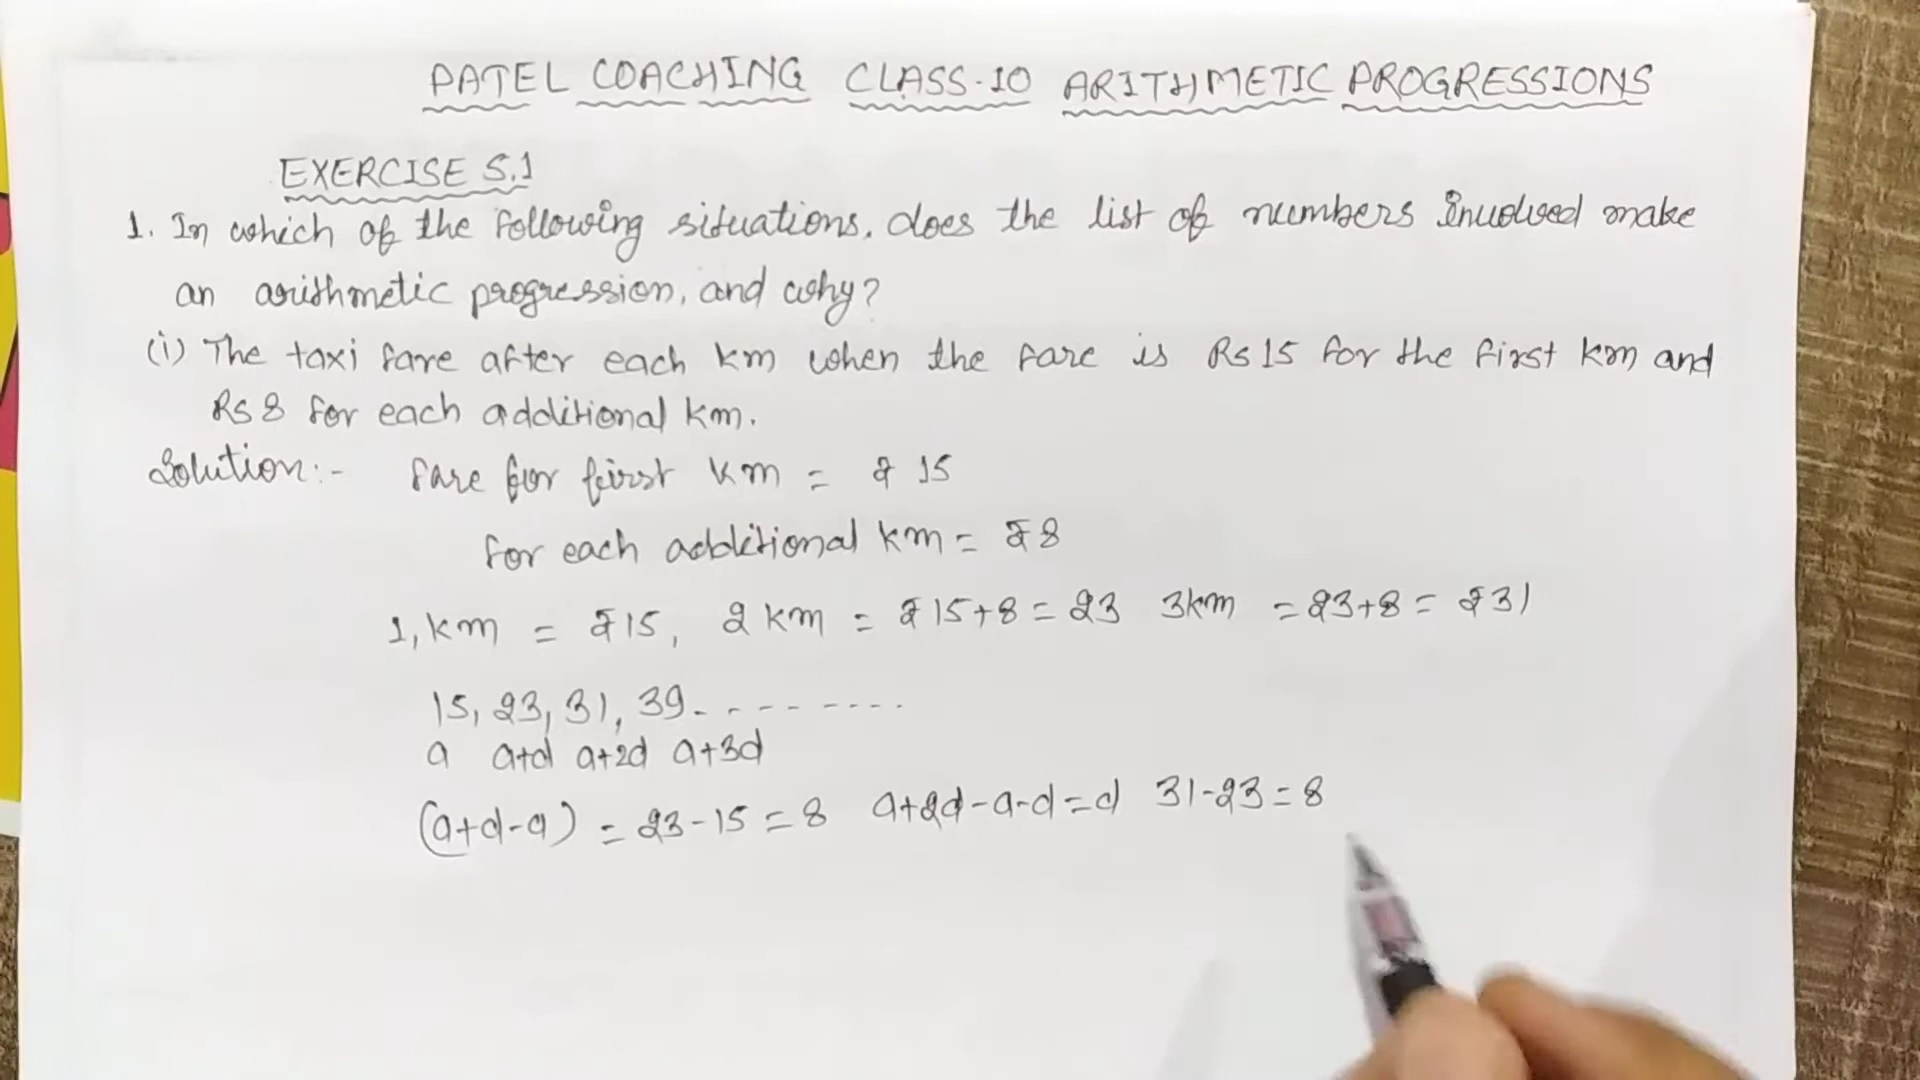 PATEL COACHING CLASS-10 ARITHMETIC PROGRESSIONS
EXERCISE 5.1
1. In which of the following situations, does the list of numbers involved make
an arithmetic progression, and why?
(i) The taxi fare after each km when the fare is Rs 15 for the first km and
Rs 8 for each additional km.
Solution:- fare for first km = ₹ 15
for each additional km = ₹ 8
1, km = ₹ 15, 2 km = ₹ 15+8 = 23 3km = 23+8 = ₹ 31
15, 23, 31, 39 - - - - - - - - -
a a+d a+2d a+3d
(a+d-a) = 23-15 = 8 a+2d-a-d = d 31-23 = 8